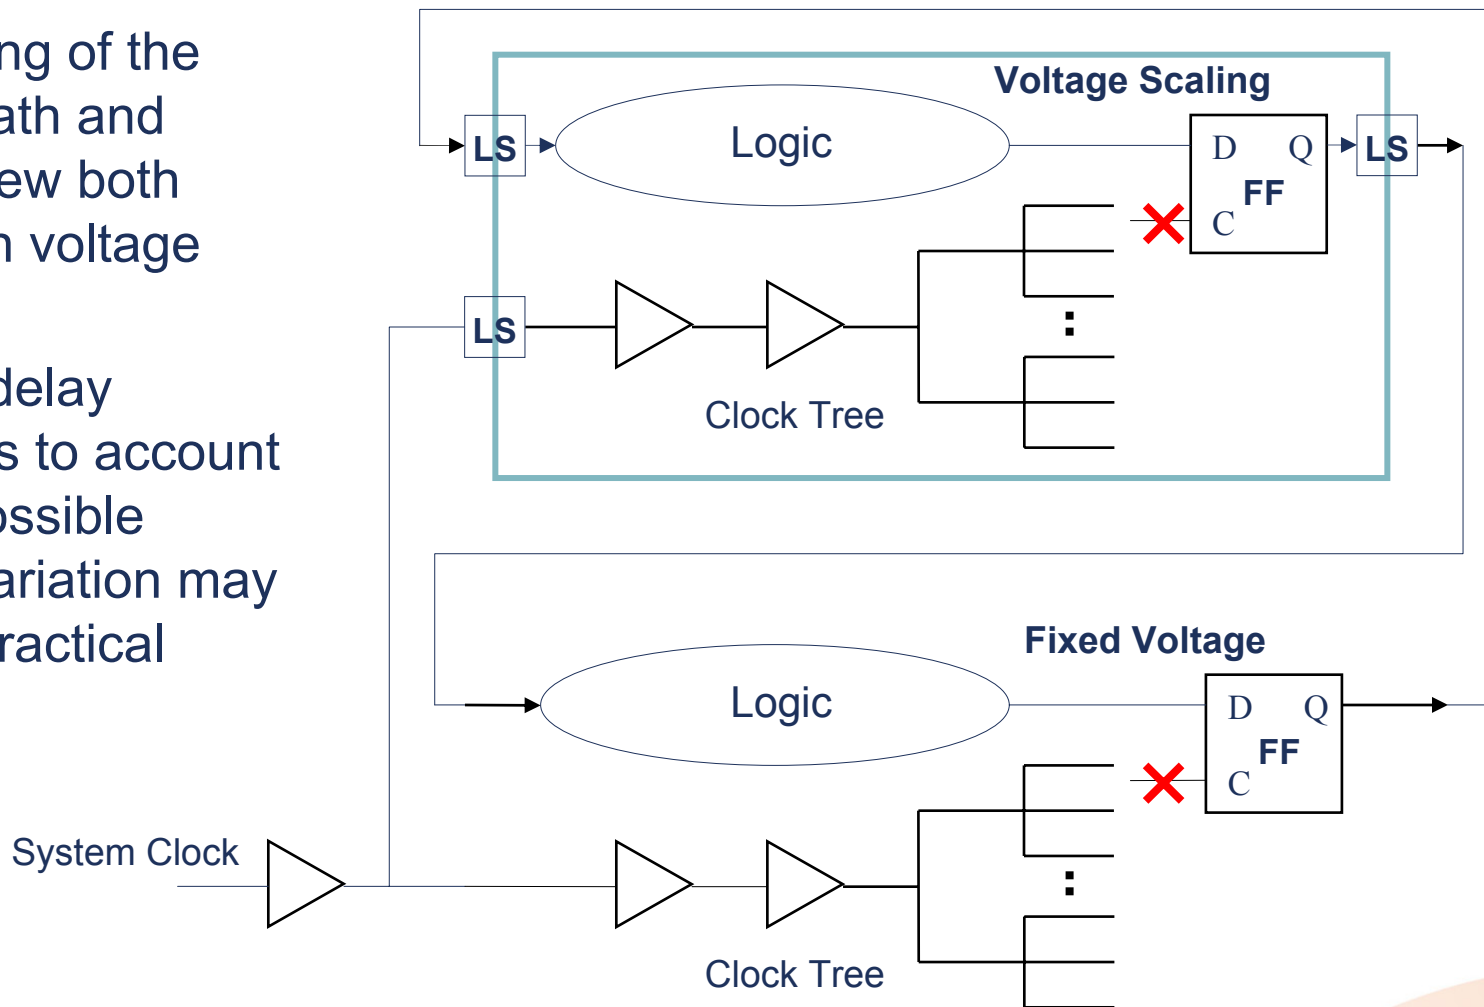 ng of the
ath and
ew both
n voltage
delay
s to account
ossible
ariation may
ractical
Voltage Scaling
LS
Logic
D Q
FF
C
LS
LS
:
Clock Tree
Fixed Voltage
Logic
D Q
FF
C
System Clock
:
Clock Tree